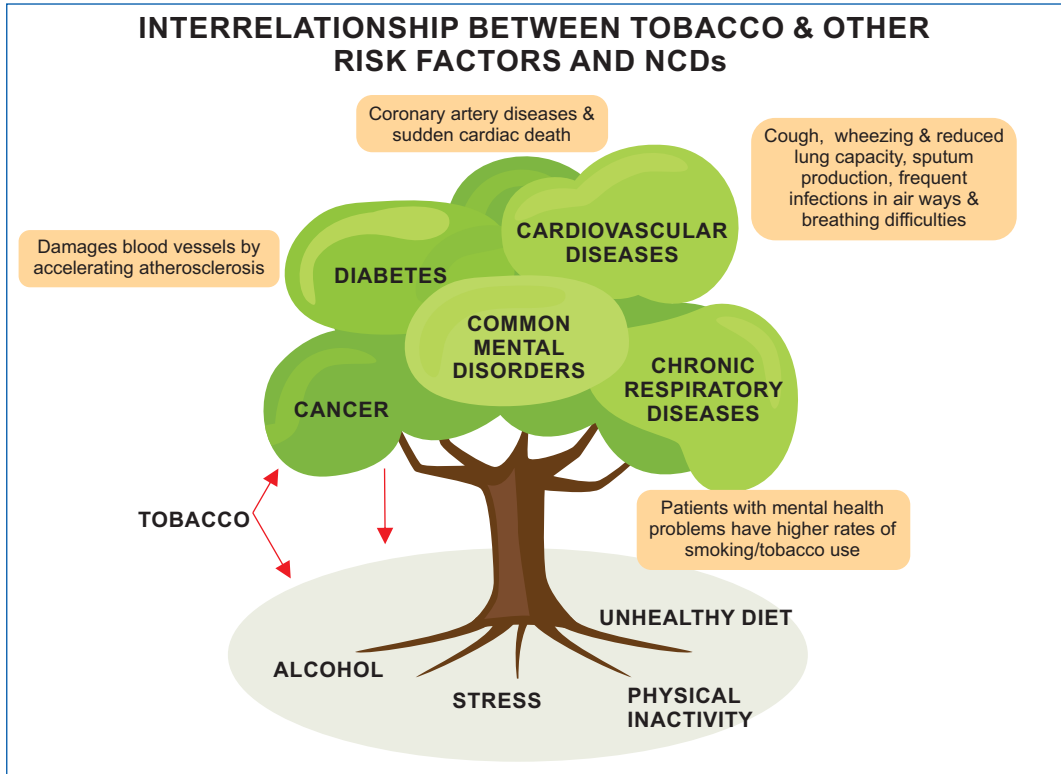 INTERRELATIONSHIP BETWEEN TOBACCO & OTHER
RISK FACTORS AND NCDs
Coronary artery diseases &
sudden cardiac death
Cough, wheezing & reduced
lung capacity, sputum
production, frequent
infections in air ways &
breathing difficulties
Damages blood vessels by
accelerating atherosclerosis
CARDIOVASCULAR
DISEASES
DIABETES
COMMON
MENTAL
DISORDERS
CHRONIC
RESPIRATORY
DISEASES
CANCER
TOBACCO
Patients with mental health
problems have higher rates of
smoking/tobacco use
UNHEALTHY DIET
ALCOHOL
STRESS
PHYSICAL
INACTIVITY